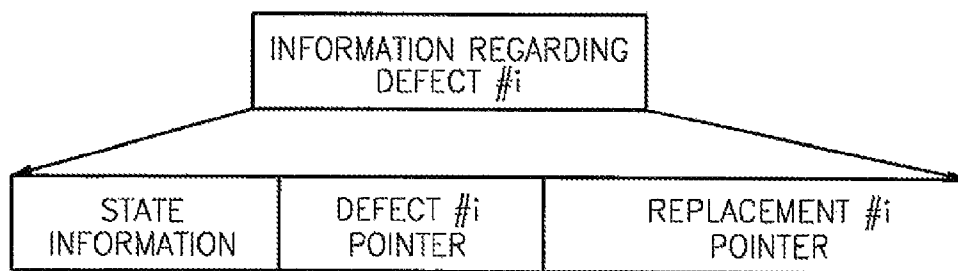 INFORMATION REGARDING
DEFECT #i
STATE
INFORMATION
DEFECT #i
POINTER
REPLACEMENT #i
POINTER